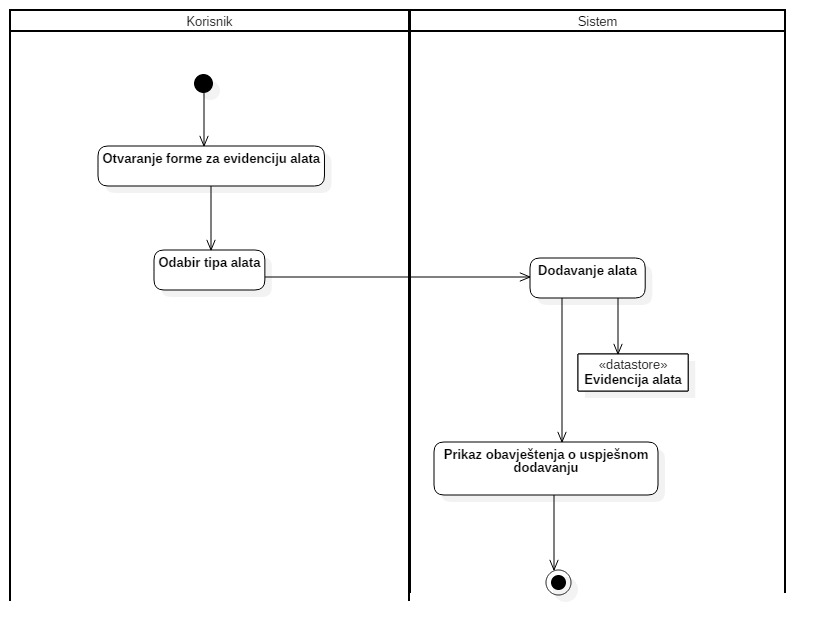 Korisnik
Sistem
Otvaranje forme za evidenciju alata
Odabir tipa alata
Dodavanje alata
«datastore»
Evidencija alata
Prikaz obavještenja o uspješnom
dodavanju